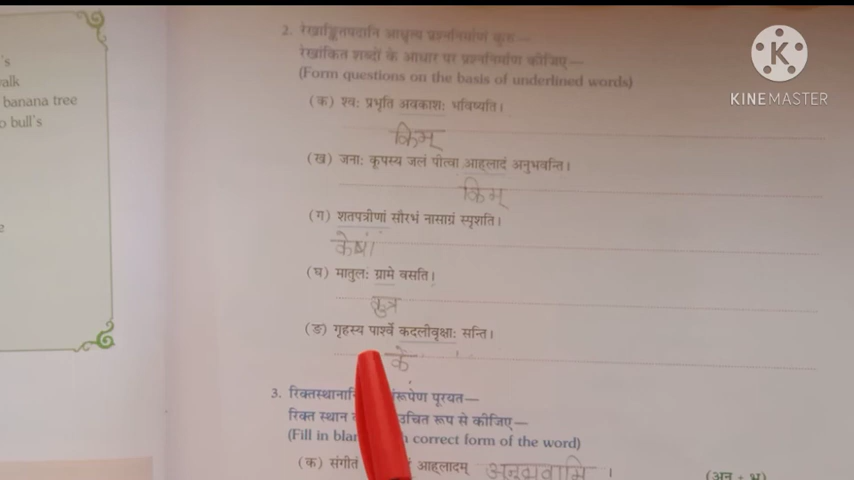 's
alk
banana tree
o bull's
KINEMASTER
2. रेखाङ्कितपदानि आधृत्य प्रश्ननिर्माणं कुरुत—
रेखांकित शब्दों के आधार पर प्रश्ननिर्माण कीजिए—
(Form questions on the basis of underlined words)
(क) श्वः प्रभृति अवकाशः भविष्यति।
किम्
(ख) जनाः कूपस्य जलं पीत्वा आह्लादं अनुभवन्ति।
किम्
(ग) शतपत्रीणां सौरभं नासाग्रं स्पृशति।
केषां
(घ) मातुलः ग्रामे वसति।
कुत्र
(ङ) गृहस्य पार्श्वे कदलीवृक्षाः सन्ति।
के
3. रिक्तस्थानानि रूपेण पूरयत—
रिक्त स्थान उचित रूप से कीजिए—
(Fill in correct form of the word)
(क) संगीतं आह्लादम् अनुभवामि । (अनु + भू)